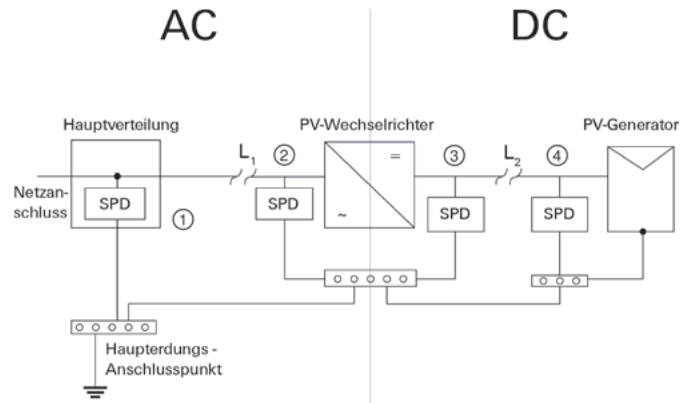 AC
DC
Hauptverteilung
PV-Wechselrichter
PV-Generator
L1
②
③
L2
④
=
Netzan-
schluss
SPD
①
SPD
~
SPD
SPD
Haupterdungs -
Anschlusspunkt